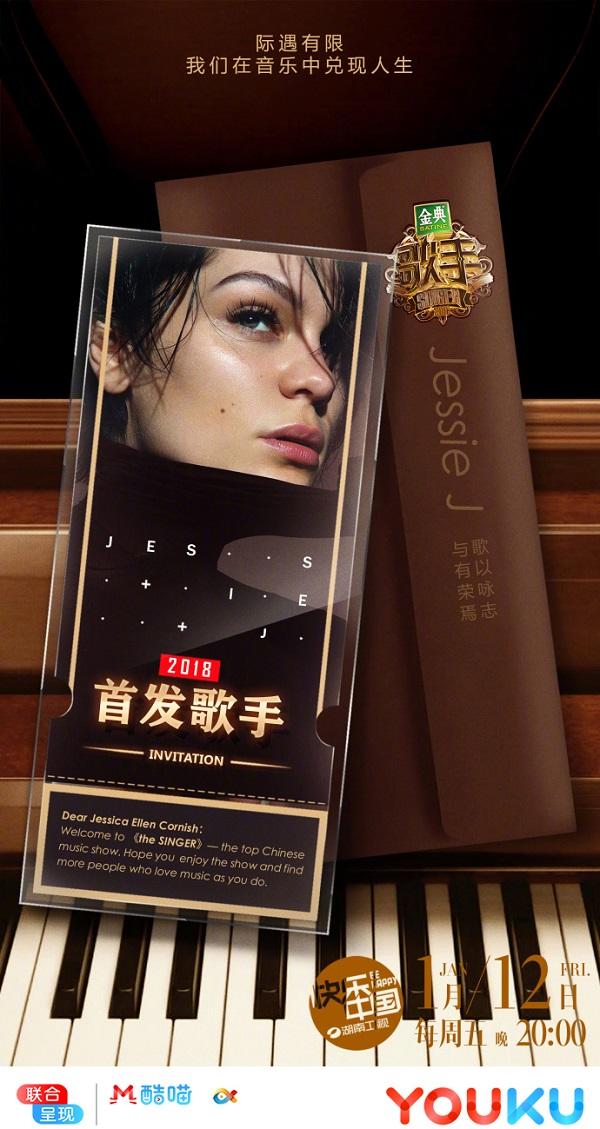 际遇有限
我们在音乐中兑现人生
金典
SATINE
歌手
SINGER
Jessie J
歌以咏志
与有荣焉
J E S · · S
· + · I · E
· · + J ·
2018
首发歌手
INVITATION
Dear Jessica Ellen Cornish:
Welcome to 《the SINGER》— the top Chinese
music show. Hope you enjoy the show and find
more people who love music as you do.
快乐中国
BE HAPPY
湖南卫视
JAN FRI.
1月/12日
每周五 晚 20:00
联合
呈现
酷喵
YOUKU